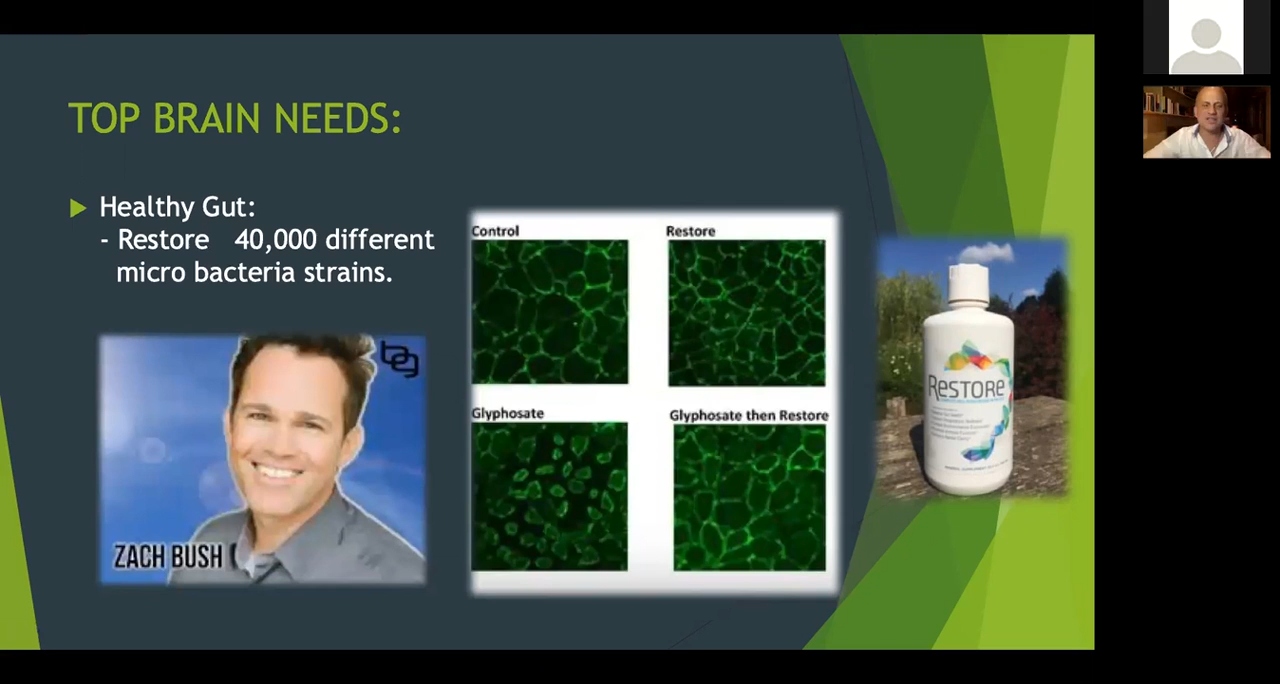 TOP BRAIN NEEDS:
Healthy Gut:
- Restore 40,000 different
micro bacteria strains.
Control
Restore
Glyphosate
Glyphosate then Restore
ZACH BUSH
RESTORE